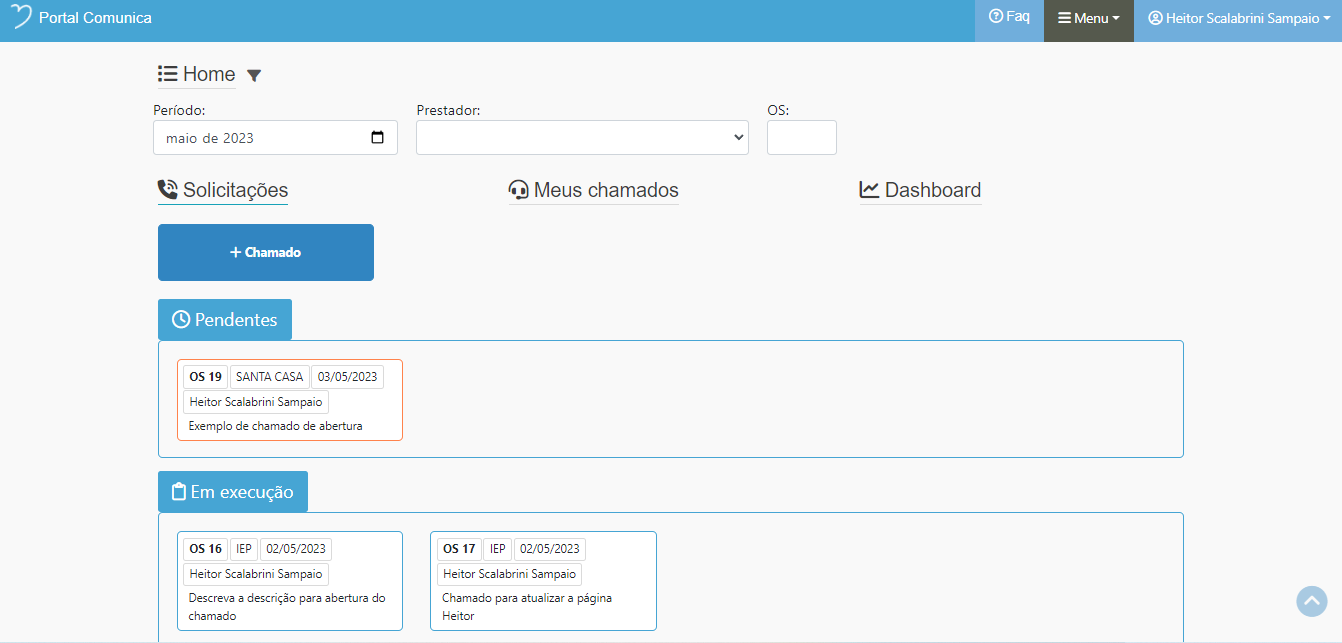 Portal Comunica
Faq
Menu
Heitor Scalabrini Sampaio
Home
Período:
Prestador:
OS:
maio de 2023
Solicitações
Meus chamados
Dashboard
+ Chamado
Pendentes
OS 19 SANTA CASA 03/05/2023
Heitor Scalabrini Sampaio
Exemplo de chamado de abertura
Em execução
OS 16 IEP 02/05/2023
Heitor Scalabrini Sampaio
Descreva a descrição para abertura do
chamado
OS 17 IEP 02/05/2023
Heitor Scalabrini Sampaio
Chamado para atualizar a página
Heitor